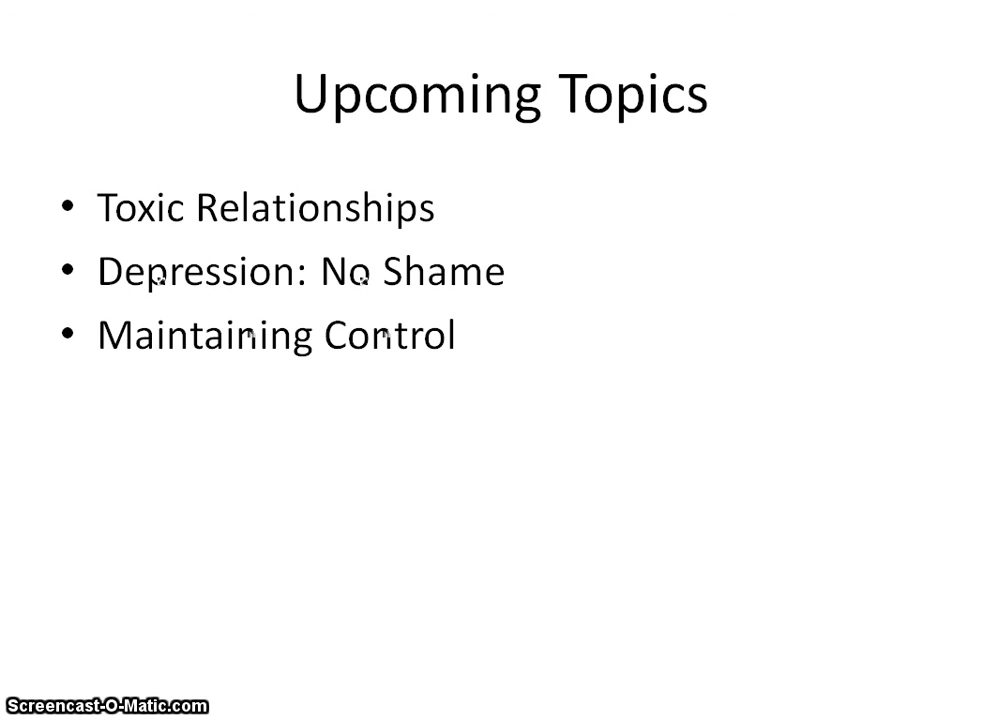 Upcoming Topics
• Toxic Relationships
• Depression: No Shame
• Maintaining Control
Screencast-O-Matic.com